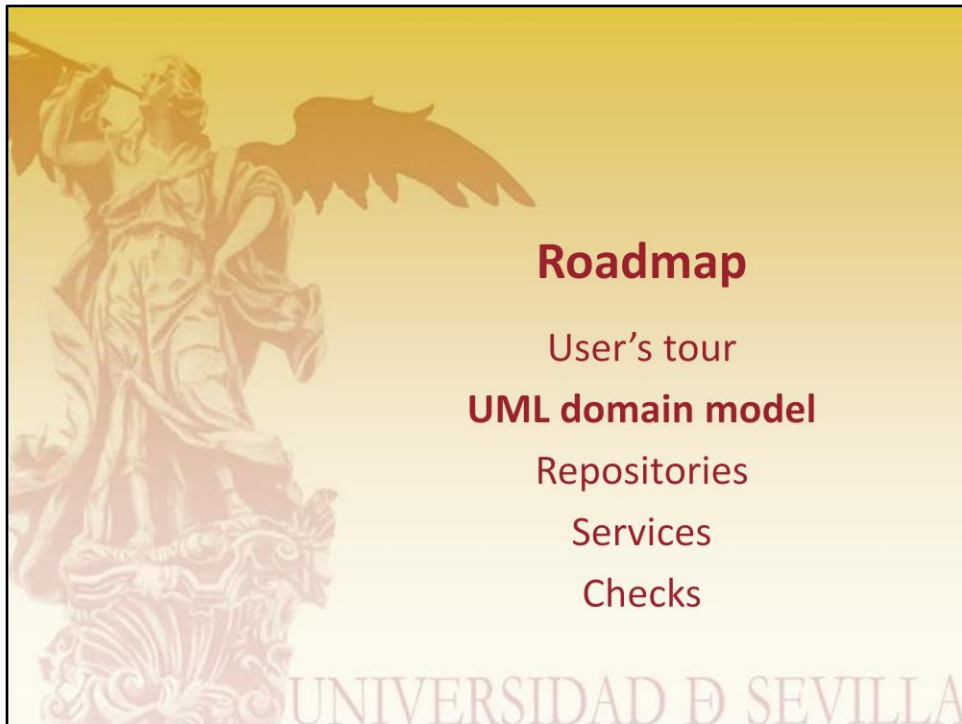 Roadmap
User’s tour
UML domain model
Repositories
Services
Checks
UNIVERSIDAD Ð SEVILLA